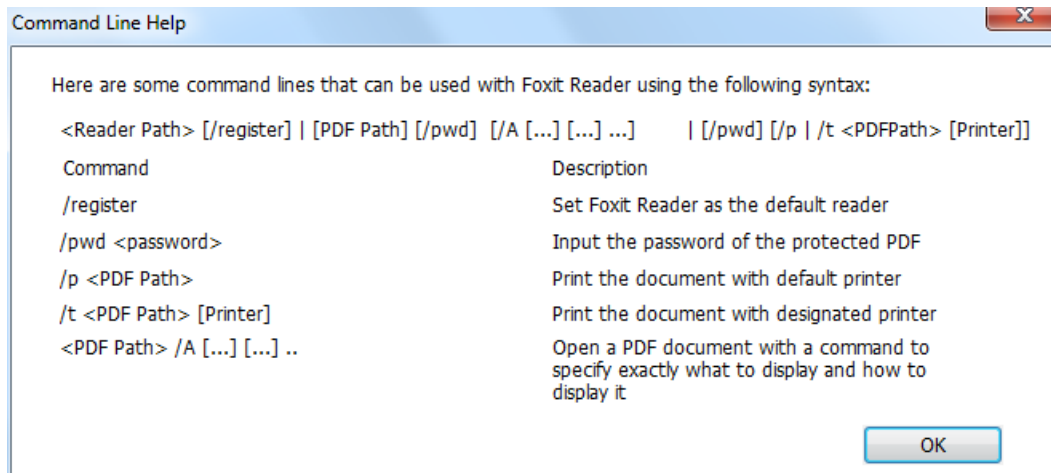 Command Line Help
X
Here are some command lines that can be used with Foxit Reader using the following syntax:
<Reader Path> [/register] | [PDF Path] [/pwd] [/A [...] [...] ...] | [/pwd] [/p | /t <PDFPath> [Printer]]
Command Description
/register Set Foxit Reader as the default reader
/pwd <password> Input the password of the protected PDF
/p <PDF Path> Print the document with default printer
/t <PDF Path> [Printer] Print the document with designated printer
<PDF Path> /A [...] [...] .. Open a PDF document with a command to
specify exactly what to display and how to
display it
OK